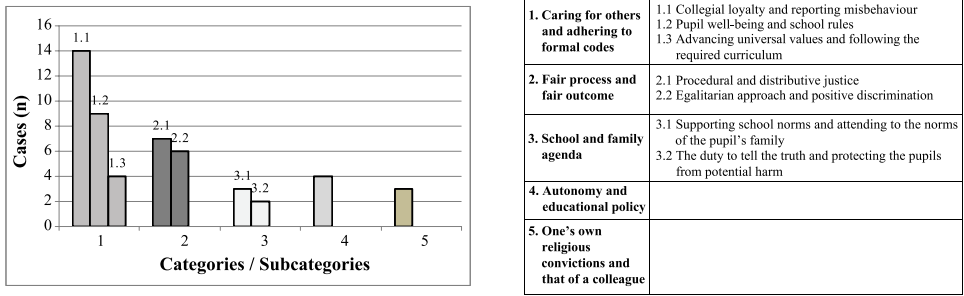 16
14
12
10
8
6
4
2
0
Cases (n)
1.1
1.2
1.3
2.1
2.2
3.1
3.2
1 2 3 4 5
Categories / Subcategories
1. Caring for others
and adhering to
formal codes
1.1 Collegial loyalty and reporting misbehaviour
1.2 Pupil well-being and school rules
1.3 Advancing universal values and following the
required curriculum
2. Fair process and
fair outcome
2.1 Procedural and distributive justice
2.2 Egalitarian approach and positive discrimination
3. School and family
agenda
3.1 Supporting school norms and attending to the norms
of the pupil's family
3.2 The duty to tell the truth and protecting the pupils
from potential harm
4. Autonomy and
educational policy
5. One's own
religious
convictions and
that of a colleague